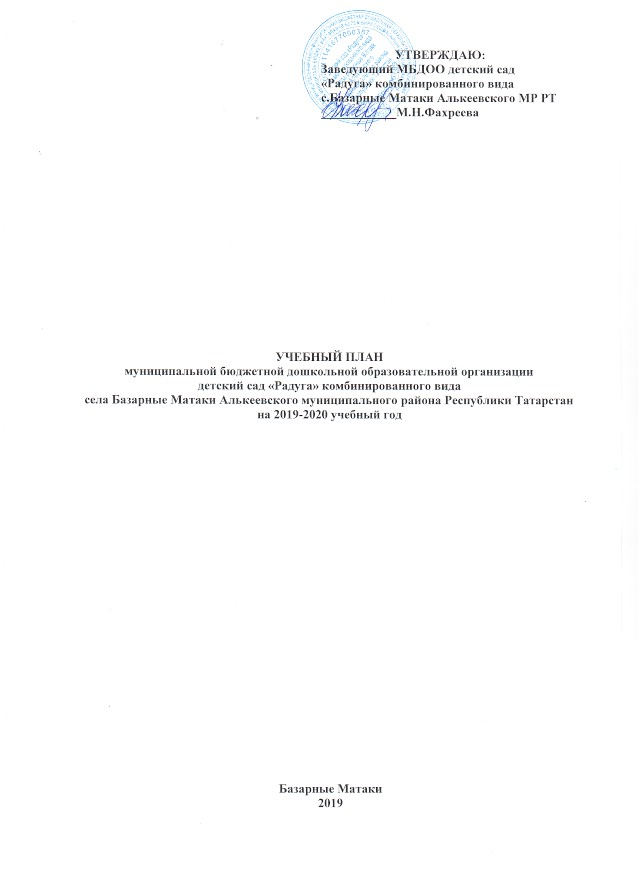 УТВЕРЖДАЮ:
Заведующий МБДОО детский сад
«Радуга» комбинированного вида
с.Базарные Матаки Алькеевского МР РТ
____________М.Н.Фахреева
УЧЕБНЫЙ ПЛАН
муниципальной бюджетной дошкольной образовательной организации
детский сад «Радуга» комбинированного вида
села Базарные Матаки Алькеевского муниципального района Республики Татарстан
на 2019-2020 учебный год
Базарные Матаки
2019